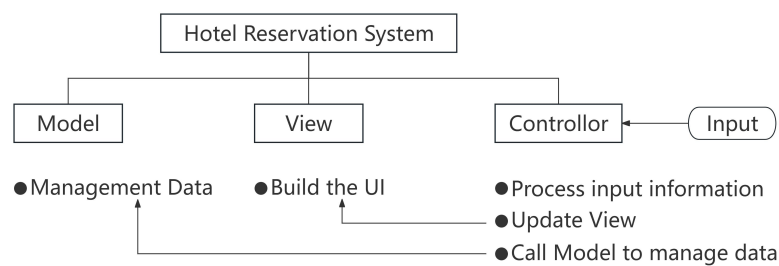 Hotel Reservation System
Model
View
Controllor
Input
●Management Data
●Build the UI
●Process input information
●Update View
●Call Model to manage data